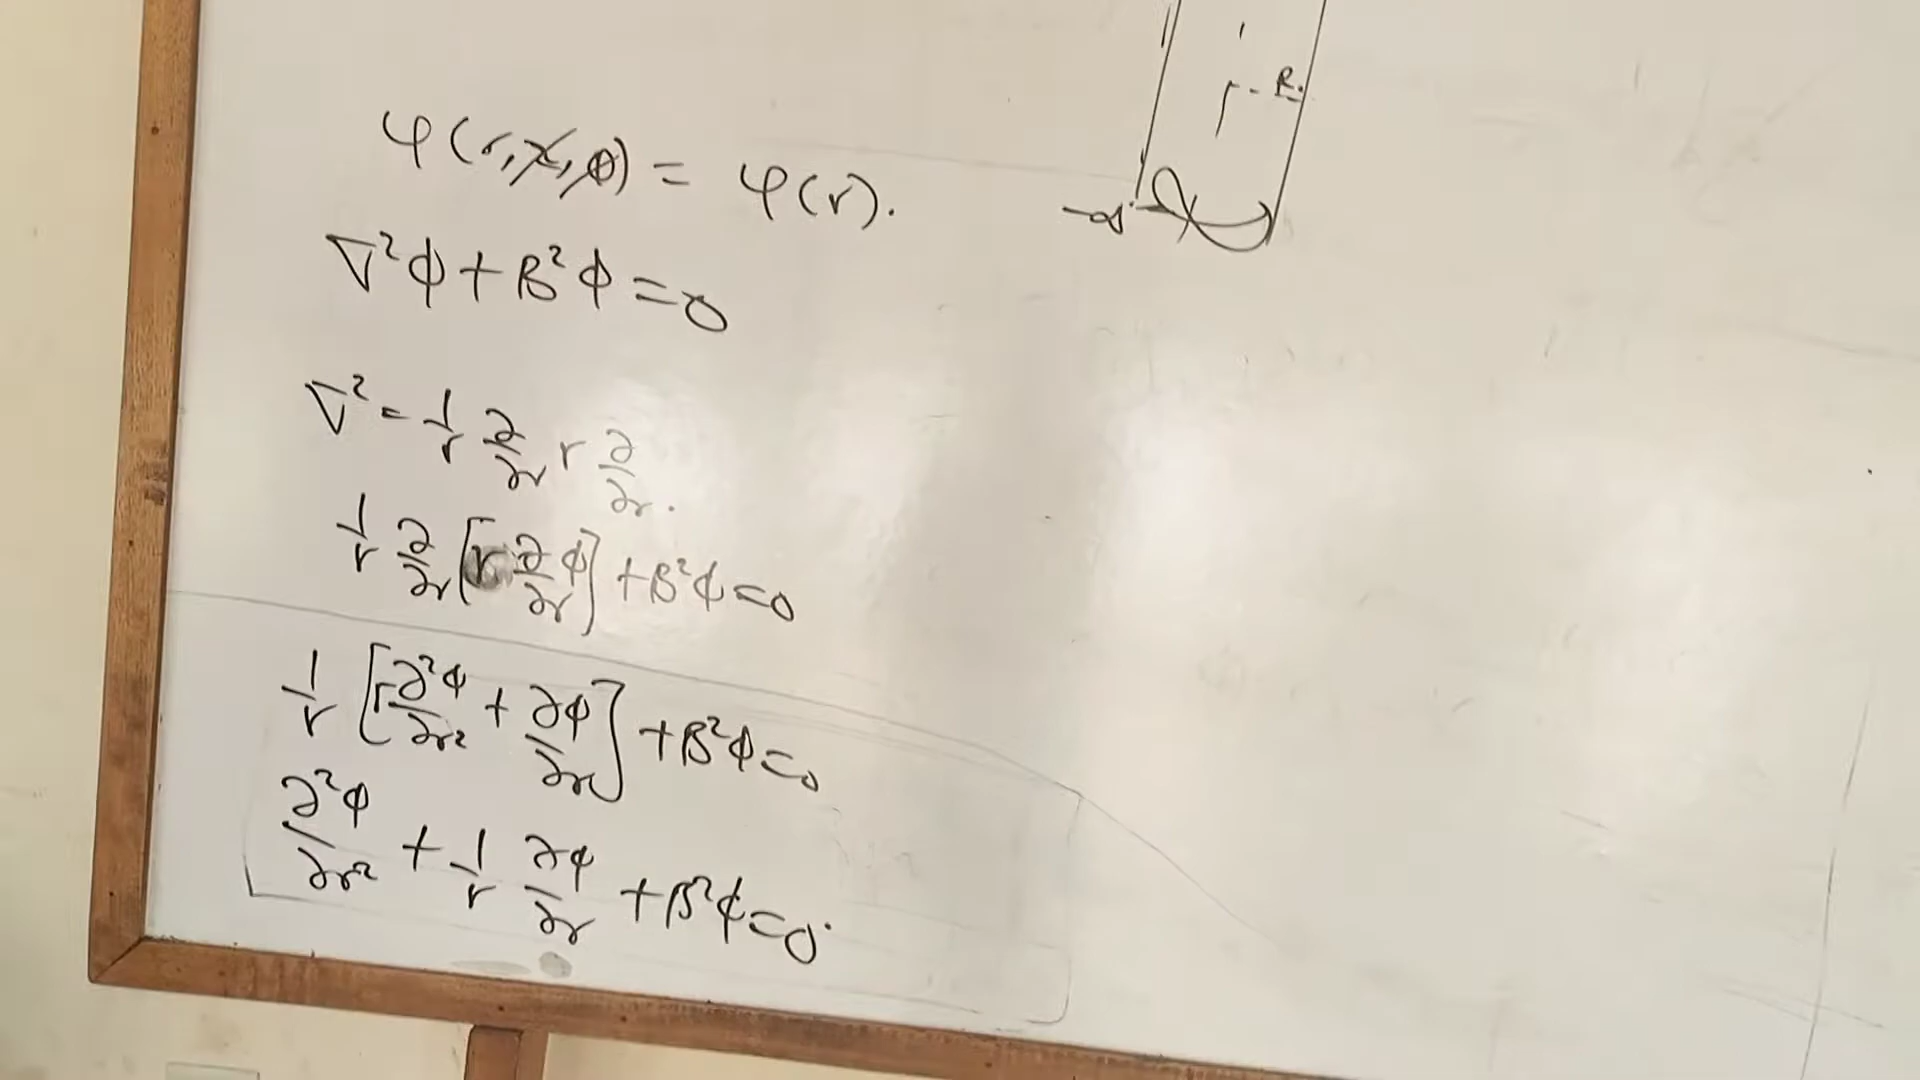 φ(r, x, φ) = φ(r).
∇²ϕ + B²ϕ = 0
∇² = 1/r ∂/∂r r ∂/∂r.
1/r ∂/∂r [r ∂ϕ/∂r] + B²ϕ = 0
1/r [r ∂²ϕ/∂r² + ∂ϕ/∂r] + B²ϕ = 0
∂²ϕ/∂r² + 1/r ∂ϕ/∂r + B²ϕ = 0
R.
-∞